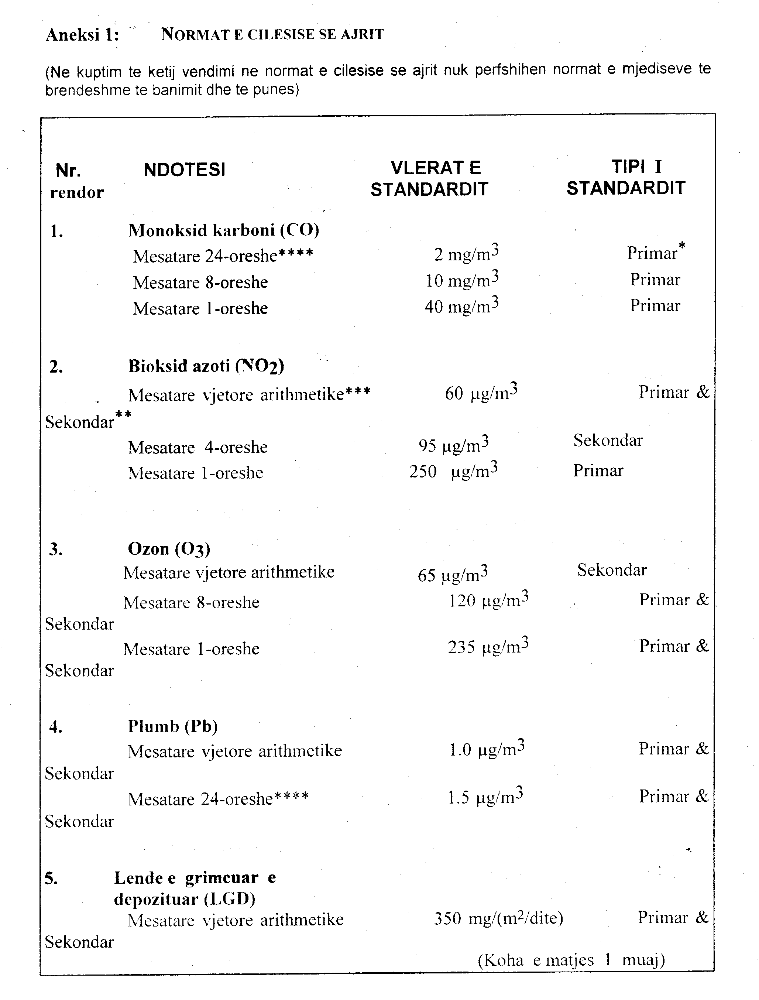 Aneksi 1: NORMAT E CILESISE SE AJRIT
(Ne kuptim te ketij vendimi ne normat e cilesise se ajrit nuk perfshihen normat e mjediseve te
brendeshme te banimit dhe te punes)
Nr. NDOTESI VLERAT E TIPI I
rendor STANDARDIT STANDARDIT
1. Monoksid karboni (CO)
Mesatare 24-oreshe**** 2 mg/m³ Primar*
Mesatare 8-oreshe 10 mg/m³ Primar
Mesatare 1-oreshe 40 mg/m³ Primar
2. Bioksid azoti (NO₂)
Mesatare vjetore arithmetike*** 60 µg/m³ Primar &
Sekondar**
Mesatare 4-oreshe 95 µg/m³ Sekondar
Mesatare 1-oreshe 250 µg/m³ Primar
3. Ozon (O₃)
Mesatare vjetore arithmetike 65 µg/m³ Sekondar
Mesatare 8-oreshe 120 µg/m³ Primar &
Sekondar
Mesatare 1-oreshe 235 µg/m³ Primar &
Sekondar
4. Plumb (Pb)
Mesatare vjetore arithmetike 1.0 µg/m³ Primar &
Sekondar
Mesatare 24-oreshe**** 1.5 µg/m³ Primar &
Sekondar
5. Lende e grimcuar e
depozituar (LGD)
Mesatare vjetore arithmetike 350 mg/(m²/dite) Primar &
Sekondar
(Koha e matjes 1 muaj)